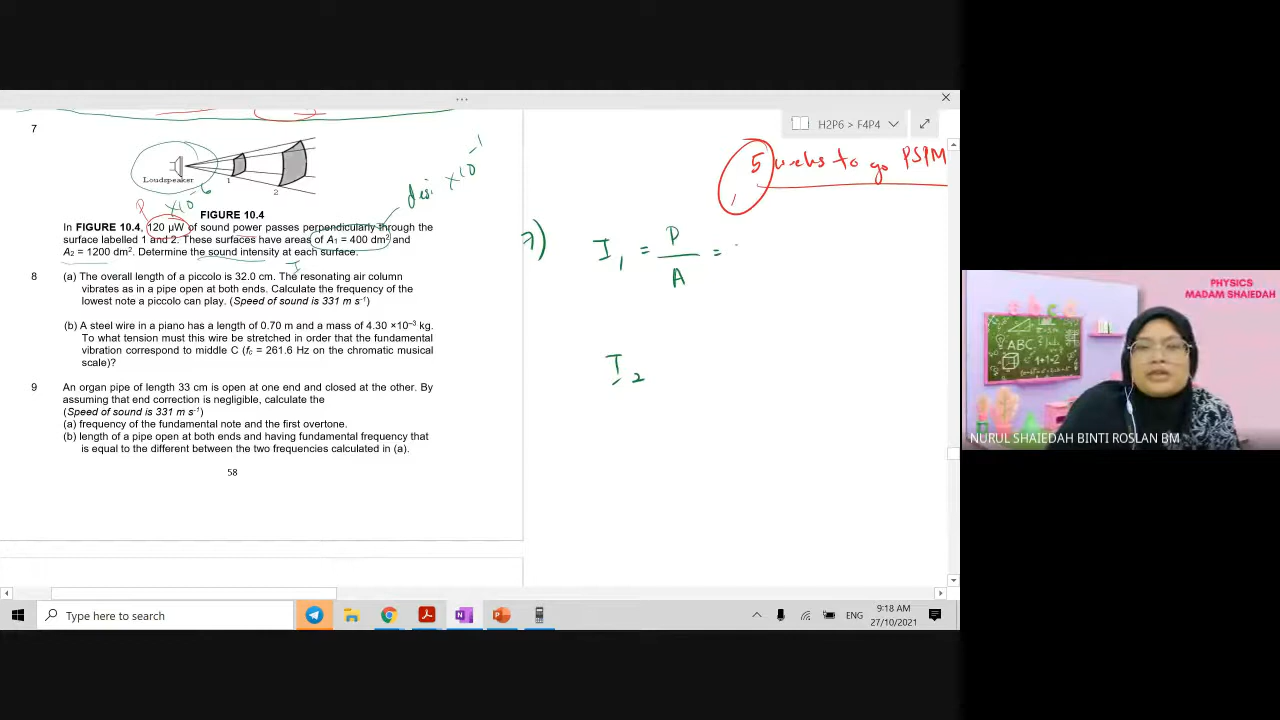 H2P6 > F4P4
5 weeks to go PSPM
7
Loudspeaker
1
2
×10⁻⁶
desi ×10⁻¹
P
FIGURE 10.4
In FIGURE 10.4, 120 µW of sound power passes perpendicularly through the
surface labelled 1 and 2. These surfaces have areas of A₁ = 400 dm² and
A₂ = 1200 dm². Determine the sound intensity at each surface.
I
7) I₁ = P/A =
I₂
8 (a) The overall length of a piccolo is 32.0 cm. The resonating air column
vibrates as in a pipe open at both ends. Calculate the frequency of the
lowest note a piccolo can play. (Speed of sound is 331 m s⁻¹)
(b) A steel wire in a piano has a length of 0.70 m and a mass of 4.30 ×10⁻³ kg.
To what tension must this wire be stretched in order that the fundamental
vibration correspond to middle C (f꜀ = 261.6 Hz on the chromatic musical
scale)?
9 An organ pipe of length 33 cm is open at one end and closed at the other. By
assuming that end correction is negligible, calculate the
(Speed of sound is 331 m s⁻¹)
(a) frequency of the fundamental note and the first overtone.
(b) length of a pipe open at both ends and having fundamental frequency that
is equal to the different between the two frequencies calculated in (a).
58
PHYSICS
MADAM SHAIEDAH
a b c
ABC
1+1=2
NURUL SHAIEDAH BINTI ROSLAN BM
Type here to search
ENG
9:18 AM
27/10/2021